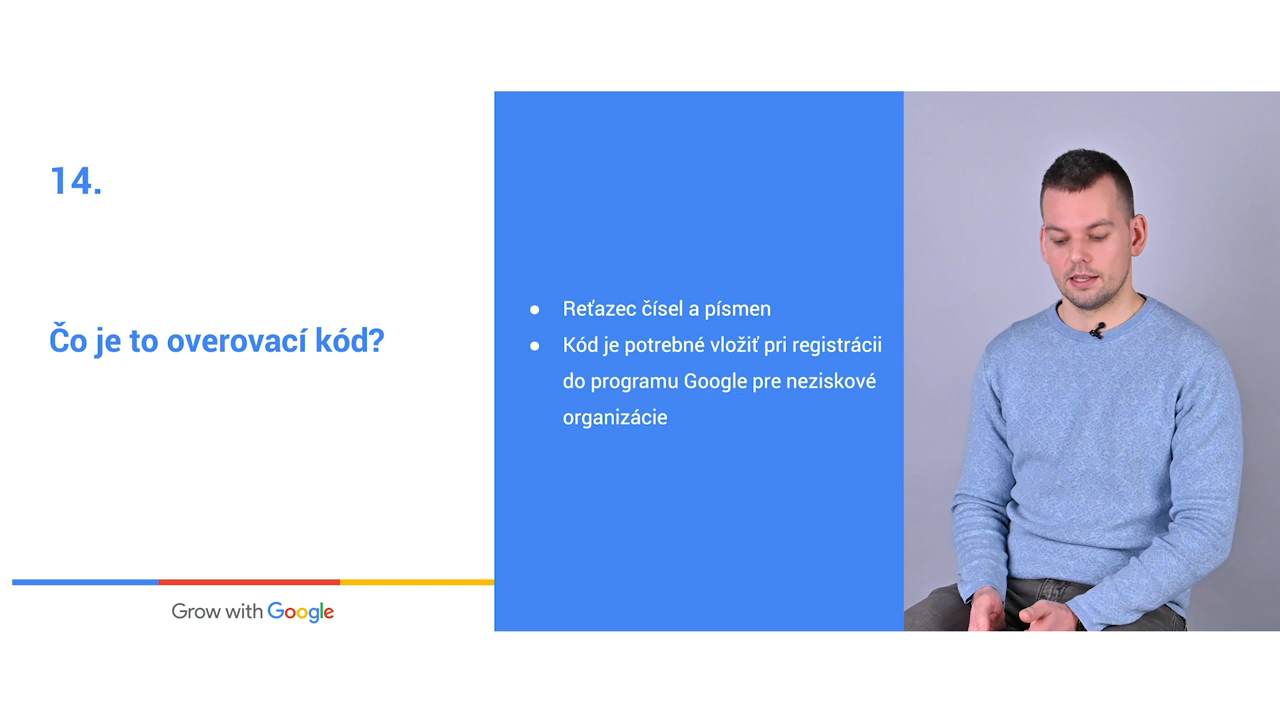 14.
Čo je to overovací kód?
● Reťazec čísel a písmen
● Kód je potrebné vložiť pri registrácii
do programu Google pre neziskové
organizácie
Grow with Google